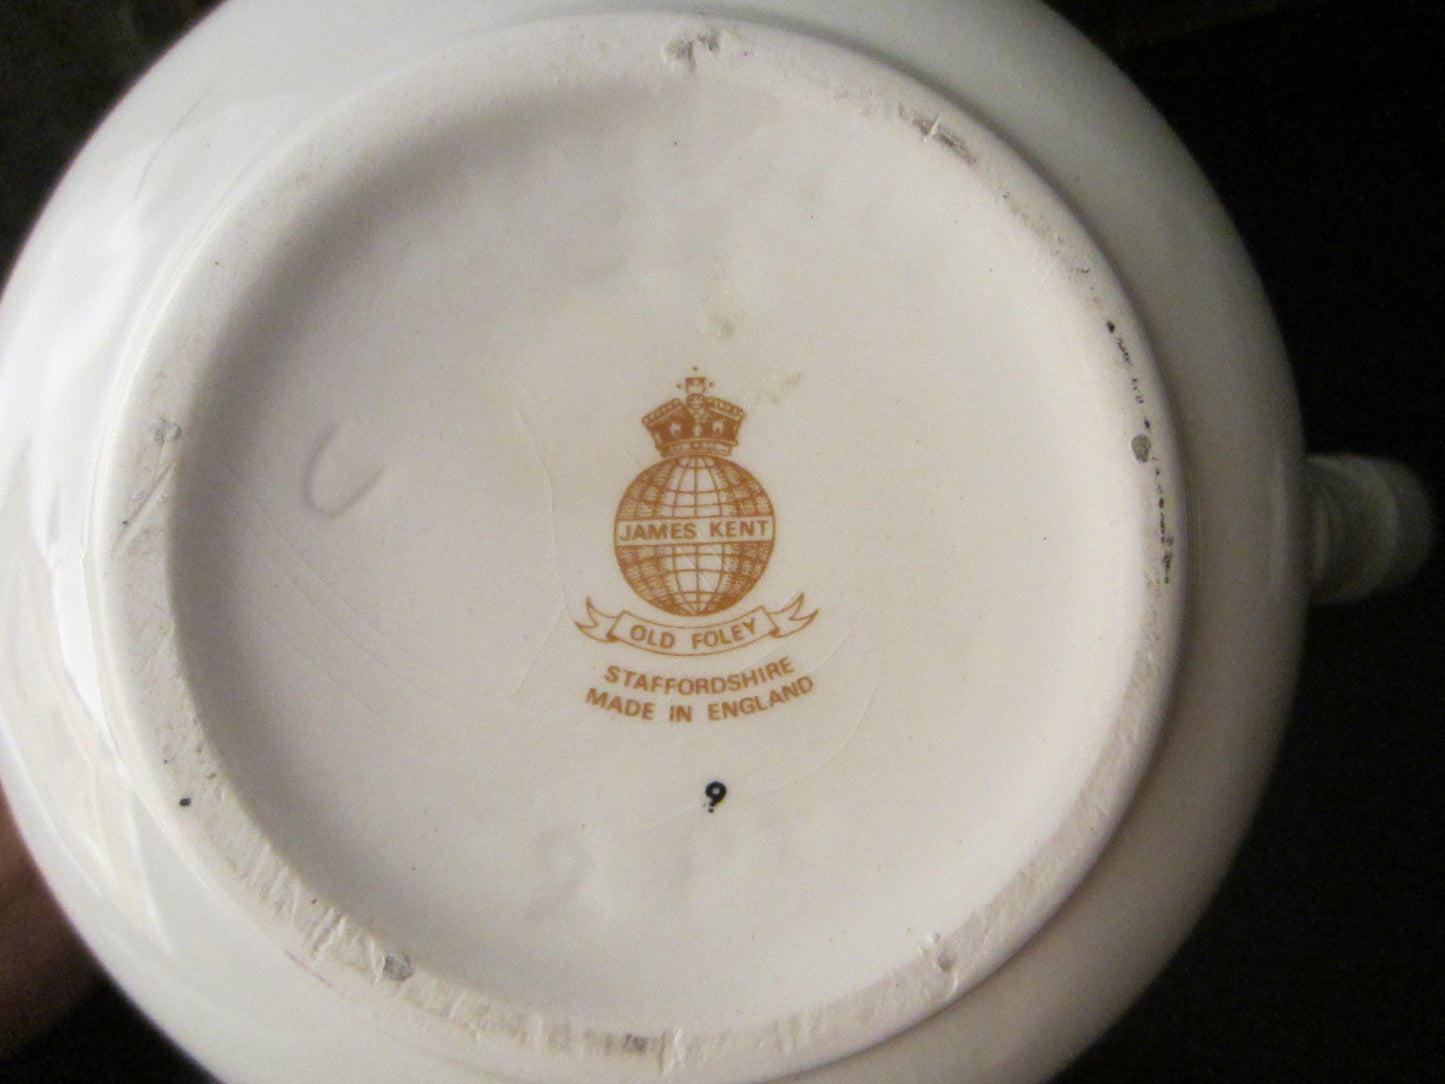 JAMES KENT
OLD FOLEY
STAFFORDSHIRE
MADE IN ENGLAND
9